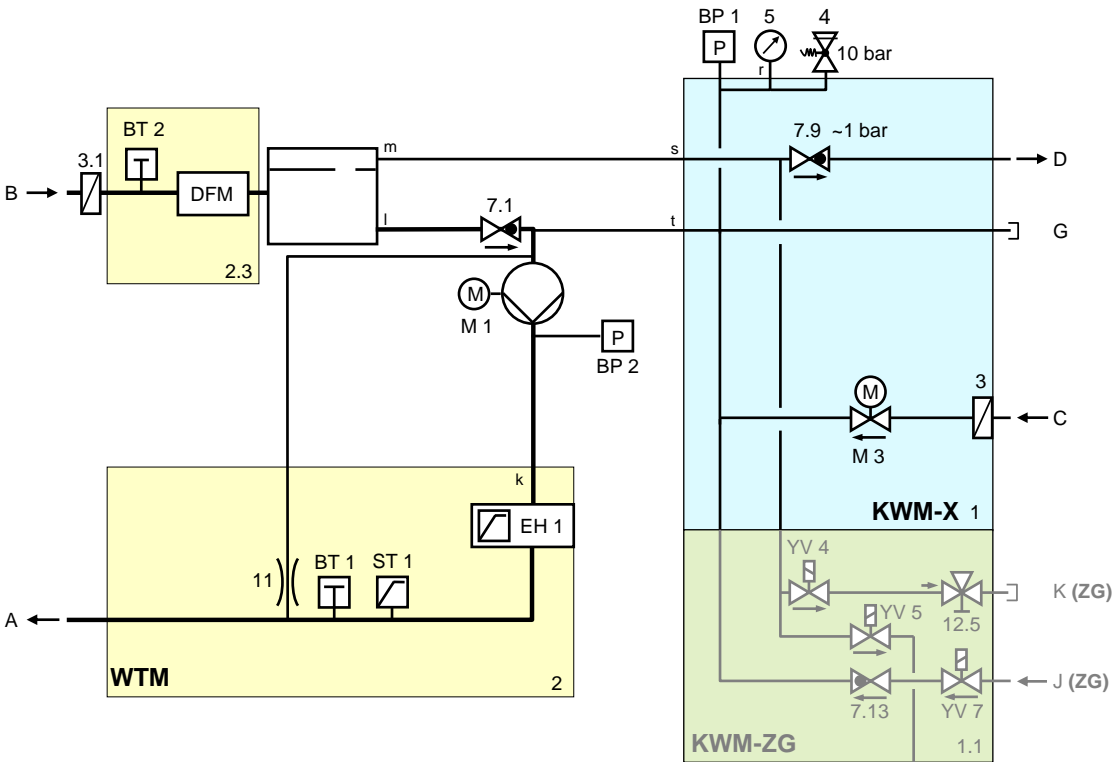 BP 1
5
4
P
r
10 bar
BT 2
3.1
m
s
7.9 ~1 bar
B
D
DFM
7.1
l
t
G
2.3
M
M 1
P
BP 2
M
3
C
M 3
k
KWM-X 1
EH 1
YV 4
11
BT 1
ST 1
K (ZG)
YV 5
12.5
A
J (ZG)
WTM
2
7.13
YV 7
KWM-ZG
1.1